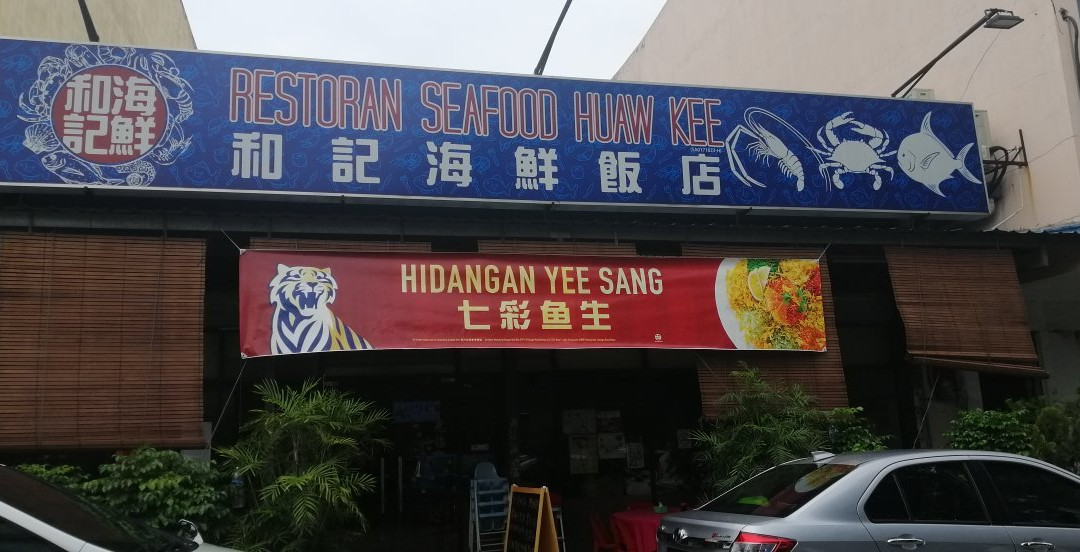 和海
記鮮
RESTORAN SEAFOOD HUAW KEE
和記海鮮飯店
HIDANGAN YEE SANG
七彩鱼生